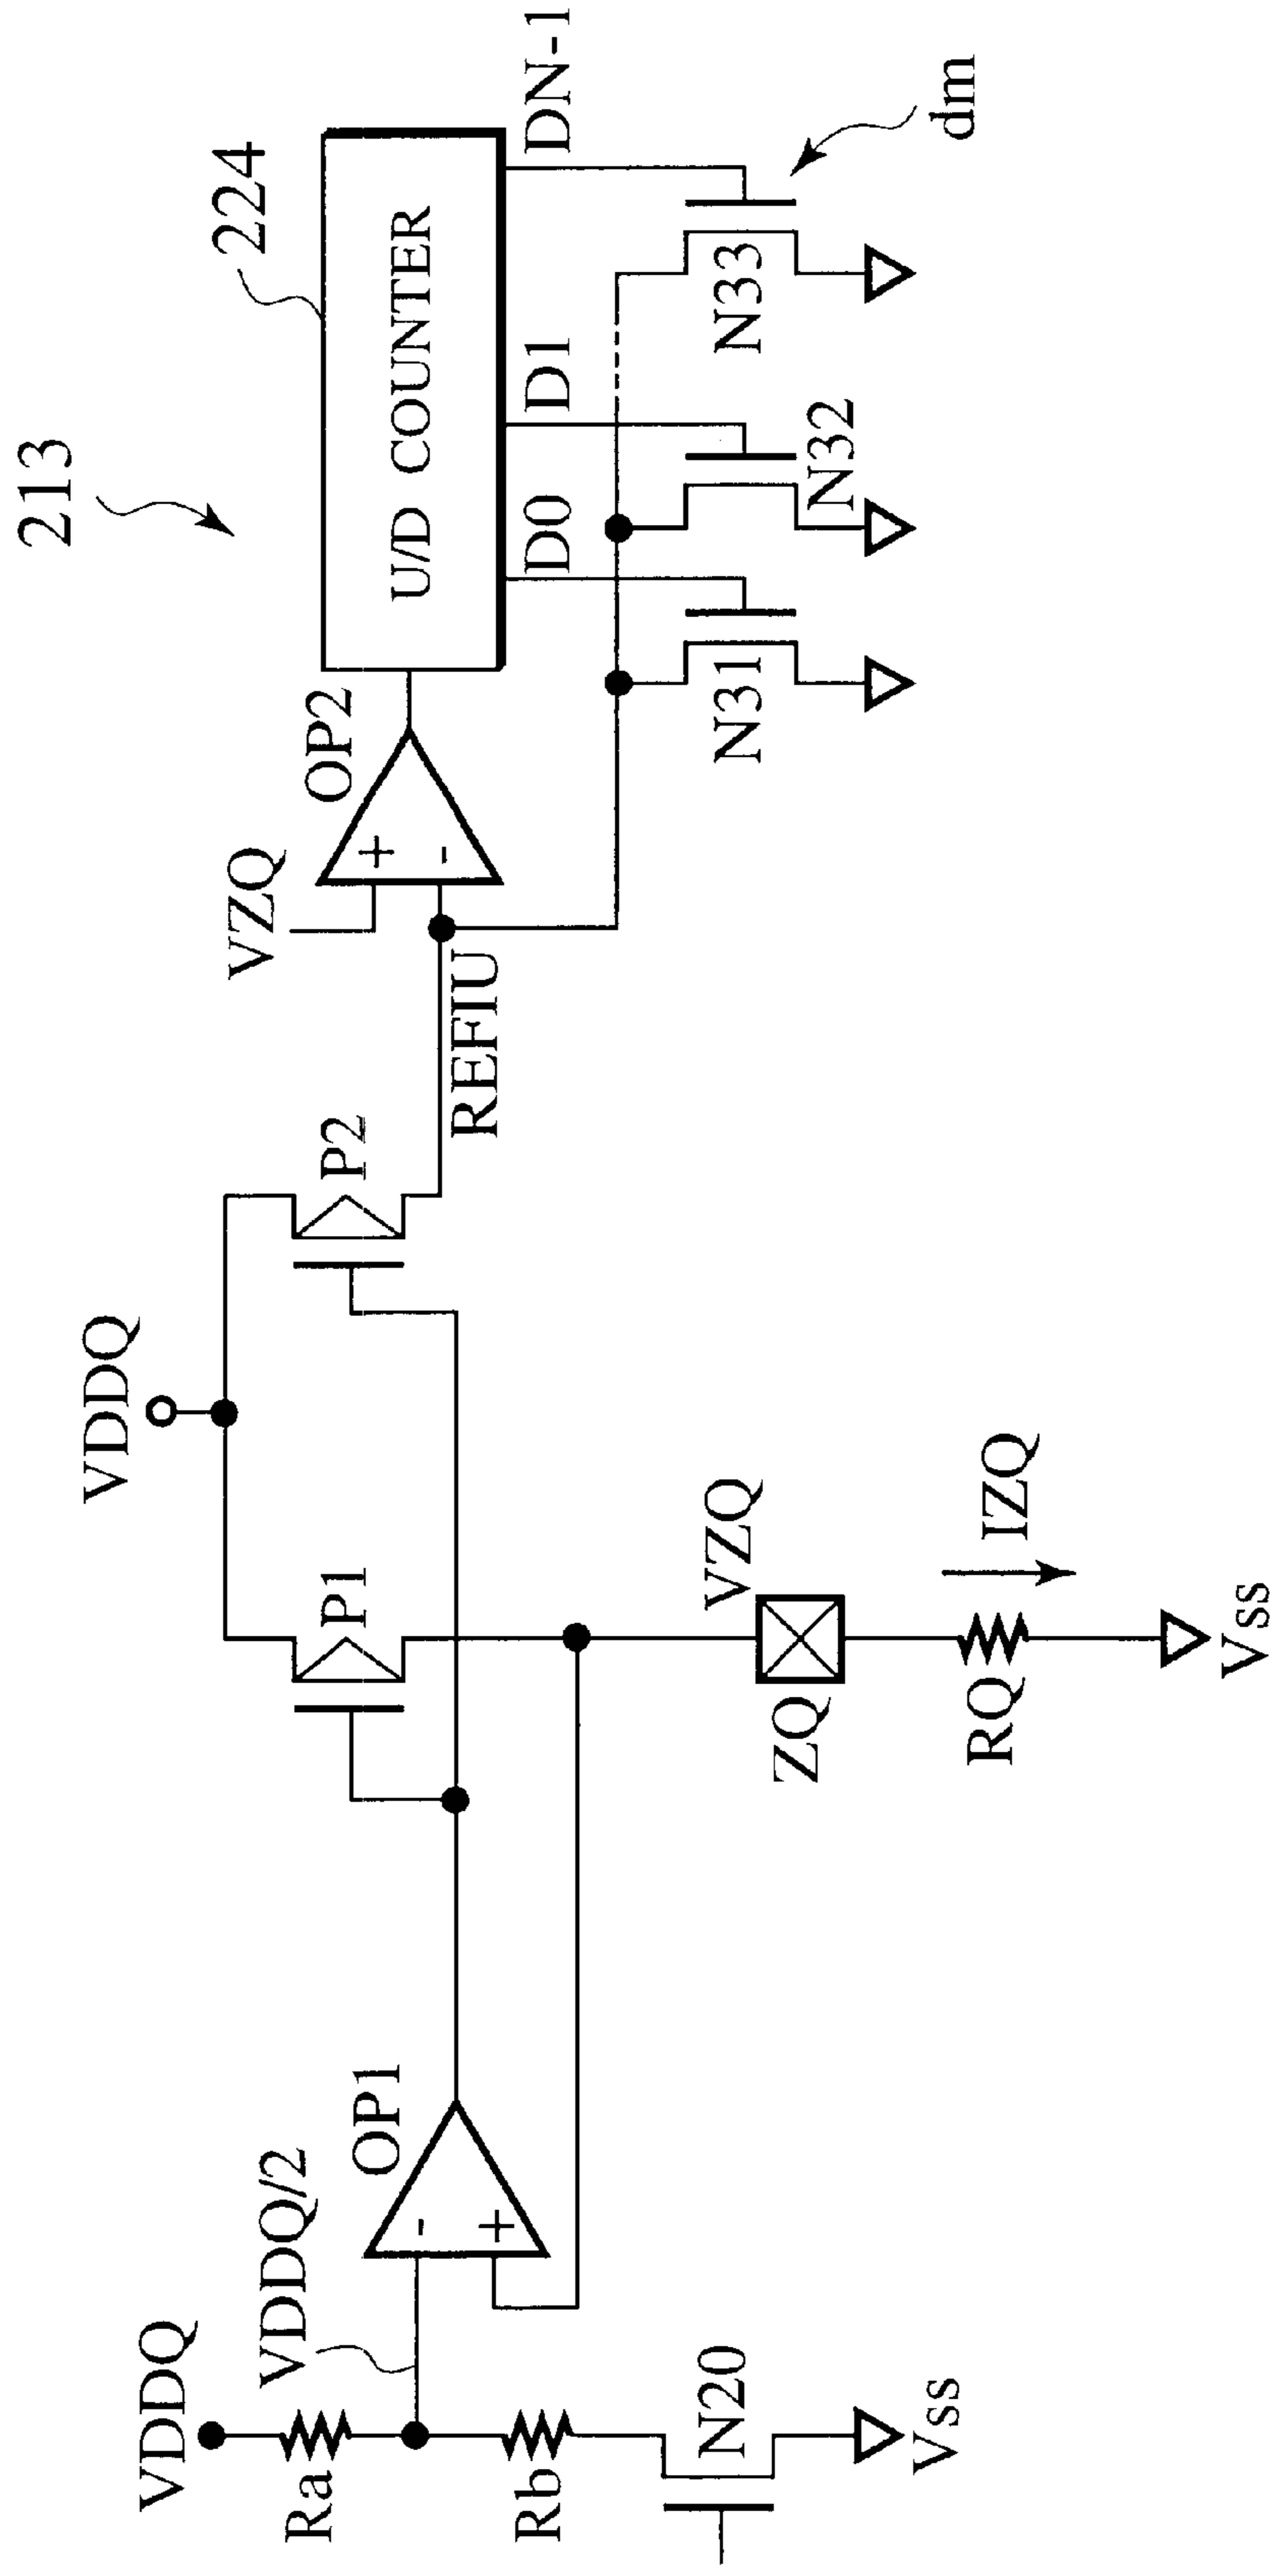 213
224
U/D COUNTER
OP2
VZQ
+
-
D0
D1
DN-1
REFIU
N31
N32
N33
dm
VDDQ
P1
P2
VDDQ
VDDQ/2
OP1
-
+
Ra
Rb
N20
Vss
VZQ
ZQ
RQ
IZQ
Vss